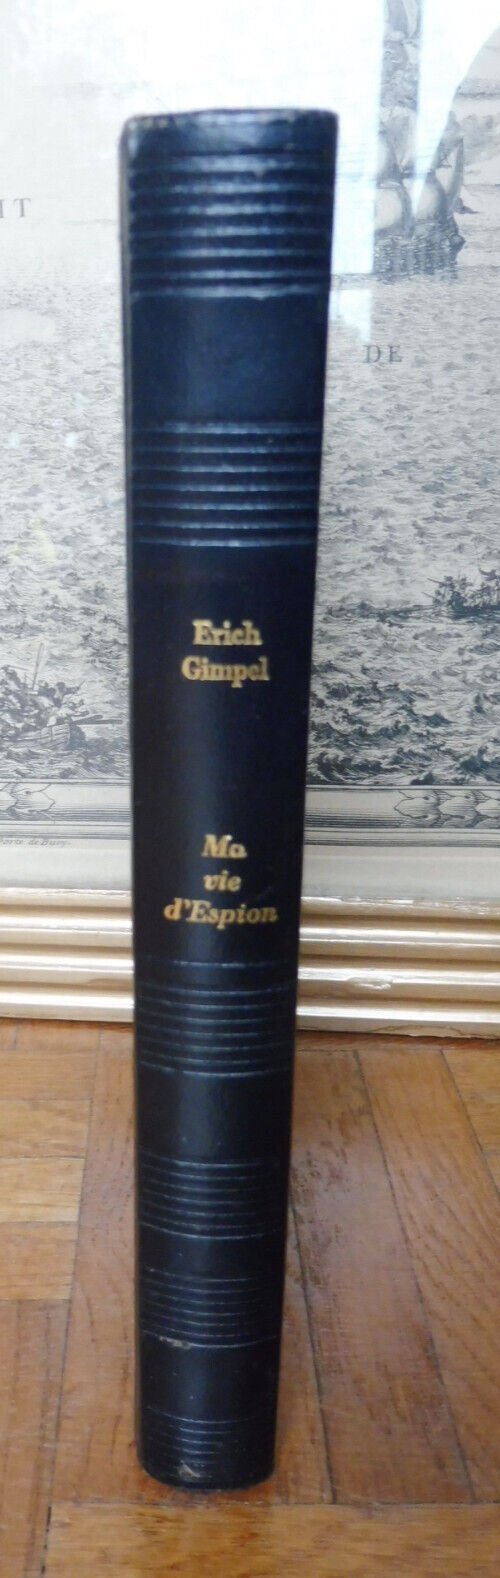 IT
DE
Erich
Gimpel
Ma
vie
d'Espion